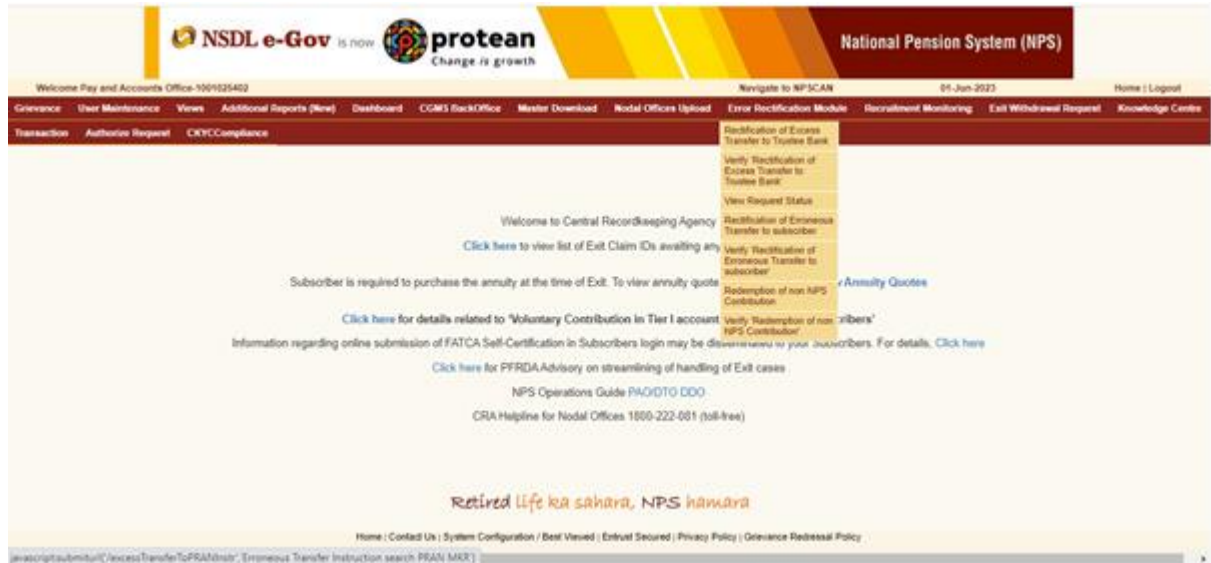 NSDL e-Gov is now protean
Change is growth
National Pension System (NPS)
Welcome Pay and Accounts Office-1001025402 Navigate to NPSCAN 01-Jun-2023 Home | Logout
Grievance User Maintenance Views Additional Reports (New) Dashboard CGMS BackOffice Master Download Nodal Offices Upload Error Rectification Module Recruitment Monitoring Exit Withdrawal Request Knowledge Centre
Transaction Authorize Request CKYCCompliance
Rectification of Excess
Transfer to Trustee Bank
Verify 'Rectification of
Excess Transfer to
Trustee Bank'
View Request Status
Rectification of Erroneous
Transfer to subscriber
Verify 'Rectification of
Erroneous Transfer to
subscriber'
Redemption of non NPS
Contribution
Verify 'Redemption of non
NPS Contribution'
Welcome to Central Recordkeeping Agency
Click here to view list of Exit Claim IDs awaiting any
Subscriber is required to purchase the annuity at the time of Exit. To view annuity quote Annuity Quotes
Click here for details related to 'Voluntary Contribution in Tier I account ribers'
Information regarding online submission of FATCA Self-Certification in Subscribers login may be disseminated to your Subscribers. For details, Click here
Click here for PFRDA Advisory on streamlining of handling of Exit cases
NPS Operations Guide PAO/DTO DDO
CRA Helpline for Nodal Offices 1800-222-081 (toll-free)
Retired life ka sahara, NPS hamara
Home | Contact Us | System Configuration / Best Viewed | Entrust Secured | Privacy Policy | Grievance Redressal Policy
javascript:submiturl('/excessTransferToPRANInstr', 'Erroneous Transfer Instruction search PRAN MKR')